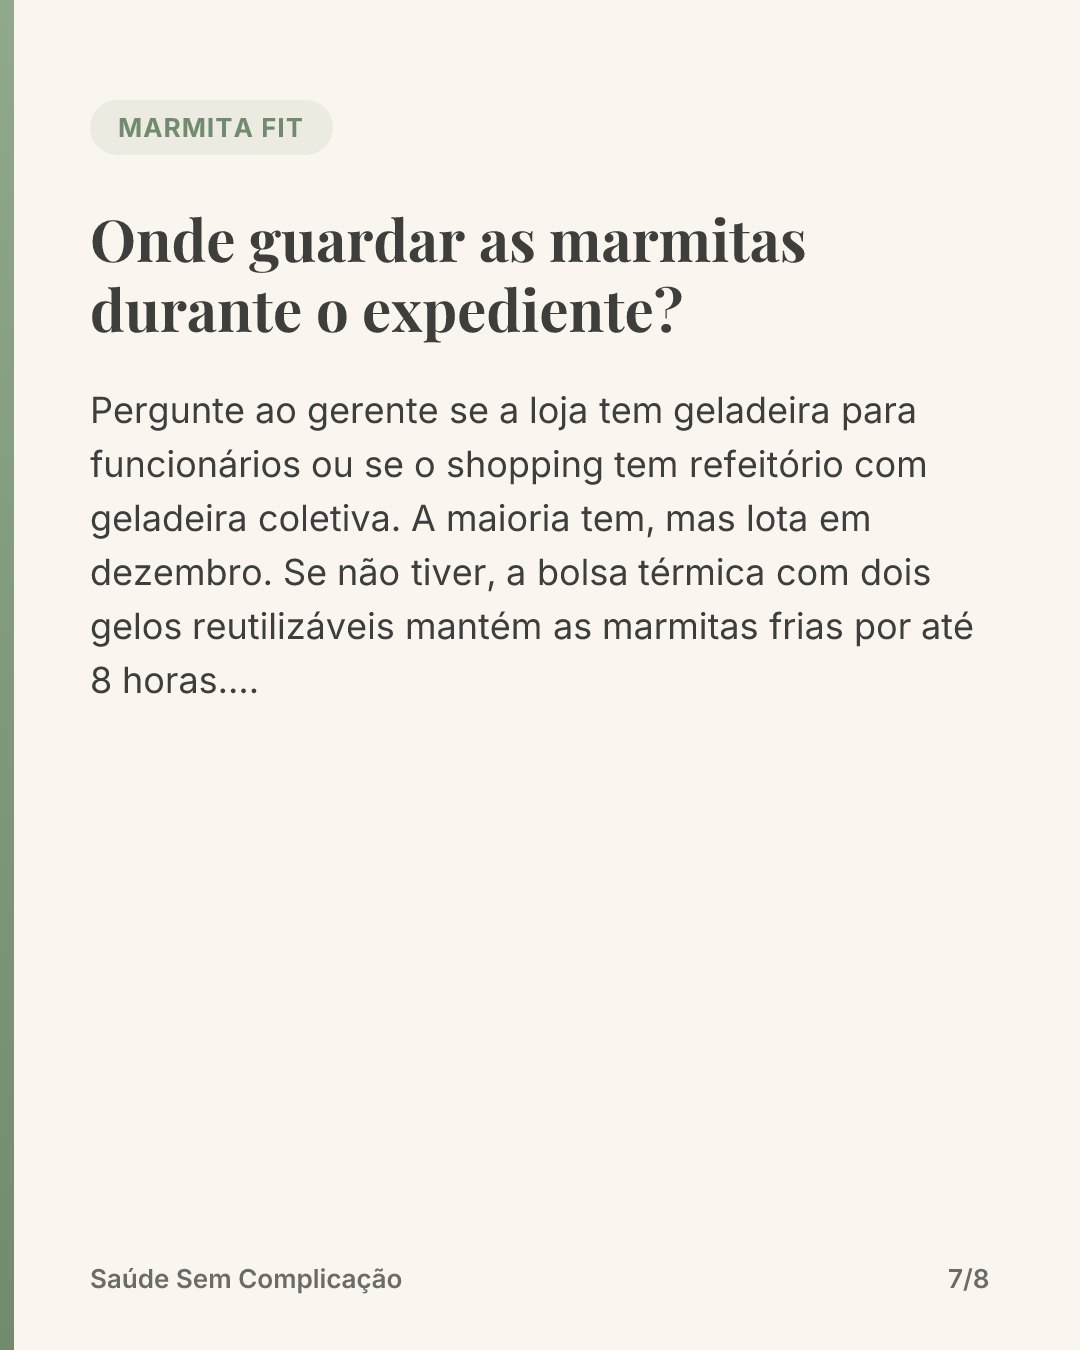 MARMITA FIT
Onde guardar as marmitas
durante o expediente?
Pergunte ao gerente se a loja tem geladeira para
funcionários ou se o shopping tem refeitório com
geladeira coletiva. A maioria tem, mas lota em
dezembro. Se não tiver, a bolsa térmica com dois
gelos reutilizáveis mantém as marmitas frias por até
8 horas....
Saúde Sem Complicação
7/8